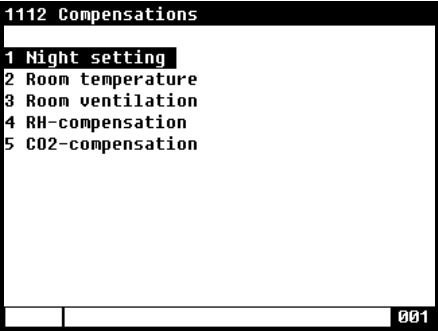 1112 Compensations
1 Night setting
2 Room temperature
3 Room ventilation
4 RH-compensation
5 CO2-compensation
001